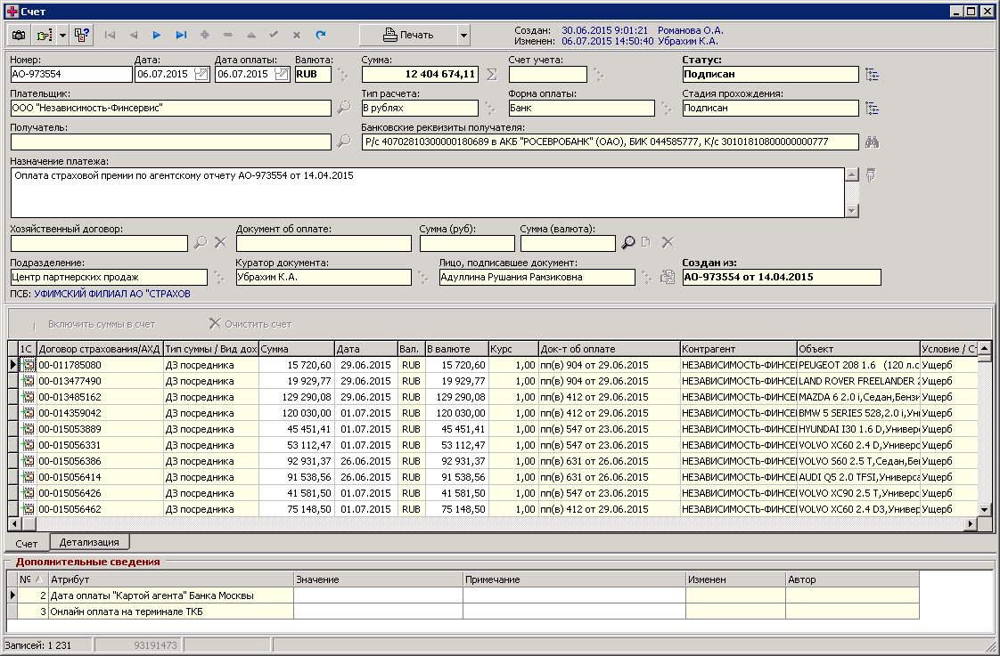 Счет
Печать
Создан: 30.06.2015 9:01:21 Романова О.А.
Изменен: 06.07.2015 14:50:40 Убрахим К.А.
Номер: Дата: Дата оплаты: Валюта: Сумма: Счет учета: Статус:
АО-973554 06.07.2015 06.07.2015 RUB 12 404 674,11 Подписан
Плательщик: Тип расчета: Форма оплаты: Стадия прохождения:
ООО "Независимость-Финсервис" В рублях Банк Подписан
Получатель: Банковские реквизиты получателя:
Р/с 40702810300000180689 в АКБ "РОСЕВРОБАНК" (ОАО), БИК 044585777, К/с 30101810800000000777
Назначение платежа:
Оплата страховой премии по агентскому отчету АО-973554 от 14.04.2015
Хозяйственный договор: Документ об оплате: Сумма (руб): Сумма (валюта):
Подразделение: Куратор документа: Лицо, подписавшее документ: Создан из:
Центр партнерских продаж Убрахим К.А. Адуллина Рушания Рамзиковна АО-973554 от 14.04.2015
ПСБ: УФИМСКИЙ ФИЛИАЛ АО "СТРАХОВ
Включить суммы в счет Очистить счет
1С Договор страхования/АХД Тип суммы / Вид дох Сумма Дата Вал. В валюте Курс Док-т об оплате Контрагент Объект Условие / Ст
00-011785080 ДЗ посредника 15 720,60 29.06.2015 RUB 15 720,60 1,00 пп(в) 904 от 29.06.2015 НЕЗАВИСИМОСТЬ-ФИНСЕ PEUGEOT 208 1.6 (120 л.с Ущерб
00-013477490 ДЗ посредника 19 929,77 29.06.2015 RUB 19 929,77 1,00 пп(в) 904 от 29.06.2015 НЕЗАВИСИМОСТЬ-ФИНСЕ LAND ROVER FREELANDER 2 Ущерб
00-013485162 ДЗ посредника 129 290,08 29.06.2015 RUB 129 290,08 1,00 пп(в) 412 от 29.06.2015 НЕЗАВИСИМОСТЬ-ФИНСЕ MAZDA 6 2.0 i,Седан,Бензи Ущерб
00-014359042 ДЗ посредника 120 030,00 01.07.2015 RUB 120 030,00 1,00 пп(в) 412 от 29.06.2015 НЕЗАВИСИМОСТЬ-ФИНСЕ BMW 5 SERIES 528,2.0 i,Ун Ущерб
00-015053889 ДЗ посредника 45 451,41 01.07.2015 RUB 45 451,41 1,00 пп(в) 547 от 23.06.2015 НЕЗАВИСИМОСТЬ-ФИНСЕ HYUNDAI I30 1.6 D,Универс Ущерб
00-015056331 ДЗ посредника 53 112,47 01.07.2015 RUB 53 112,47 1,00 пп(в) 547 от 23.06.2015 НЕЗАВИСИМОСТЬ-ФИНСЕ VOLVO XC60 2.4 D,Универс Ущерб
00-015056386 ДЗ посредника 92 931,37 26.06.2015 RUB 92 931,37 1,00 пп(в) 631 от 26.06.2015 НЕЗАВИСИМОСТЬ-ФИНСЕ VOLVO S60 2.5 T,Седан,Бен Ущерб
00-015056414 ДЗ посредника 91 538,56 26.06.2015 RUB 91 538,56 1,00 пп(в) 631 от 26.06.2015 НЕЗАВИСИМОСТЬ-ФИНСЕ AUDI Q5 2.0 TFSI,Универса Ущерб
00-015056426 ДЗ посредника 41 581,50 01.07.2015 RUB 41 581,50 1,00 пп(в) 547 от 23.06.2015 НЕЗАВИСИМОСТЬ-ФИНСЕ VOLVO XC90 2.5 T,Универс Ущерб
00-015056462 ДЗ посредника 75 148,50 01.07.2015 RUB 75 148,50 1,00 пп(в) 412 от 29.06.2015 НЕЗАВИСИМОСТЬ-ФИНСЕ VOLVO XC60 2.4 D3,Универ Ущерб
Счет Детализация
Дополнительные сведения
№ Атрибут Значение Примечание Изменен Автор
2 Дата оплаты "Картой агента" Банка Москвы
3 Онлайн оплата на терминале ТКБ
Записей: 1 231 93191473